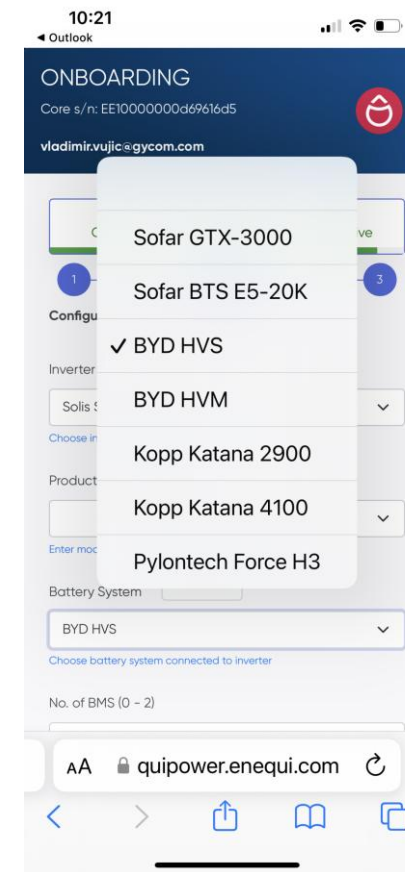 10:21
◀ Outlook
ONBOARDING
Core s/n: EE10000000d69616d5
vladimir.vujic@gycom.com
C
ve
1
3
Configu
Inverter
Solis S
Choose in
Product
Enter mod
Sofar GTX-3000
Sofar BTS E5-20K
✓ BYD HVS
BYD HVM
Kopp Katana 2900
Kopp Katana 4100
Pylontech Force H3
Battery System
BYD HVS
Choose battery system connected to inverter
No. of BMS (0 - 2)
AA quipower.enequi.com